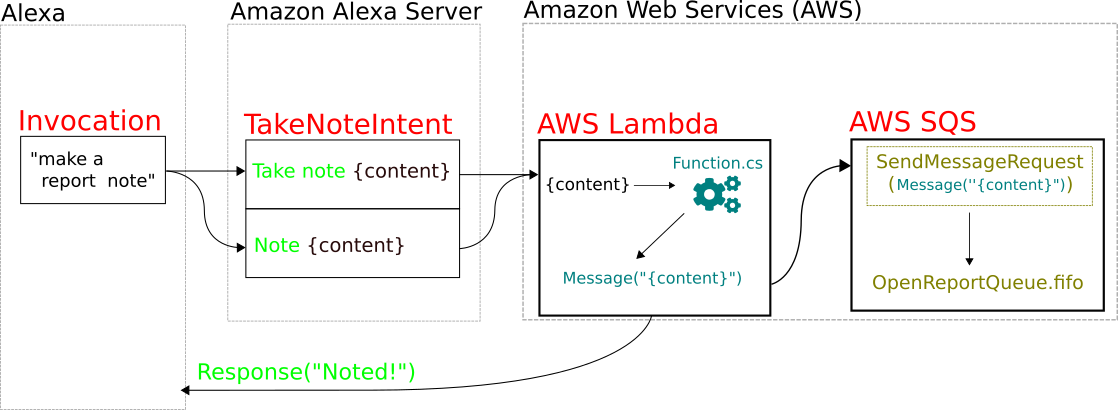 Alexa
Amazon Alexa Server
Amazon Web Services (AWS)
Invocation
"make a
report note"
TakeNoteIntent
Take note {content}
Note {content}
AWS Lambda
Function.cs
{content}
Message("{content}")
AWS SQS
SendMessageRequest
(Message("{content}"))
OpenReportQueue.fifo
Response("Noted!")